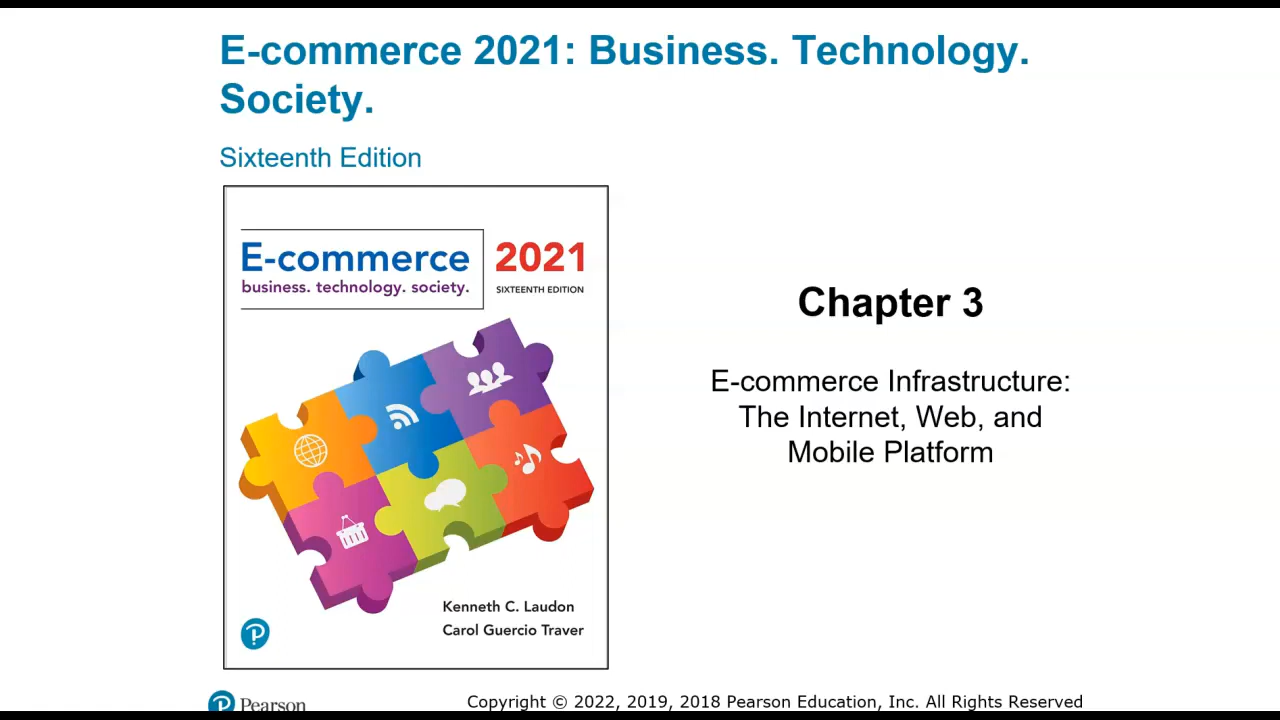 E-commerce 2021: Business. Technology.
Society.
Sixteenth Edition
E-commerce
business. technology. society.
2021
SIXTEENTH EDITION
Kenneth C. Laudon
Carol Guercio Traver
Chapter 3
E-commerce Infrastructure:
The Internet, Web, and
Mobile Platform
P Pearson
Copyright © 2022, 2019, 2018 Pearson Education, Inc. All Rights Reserved